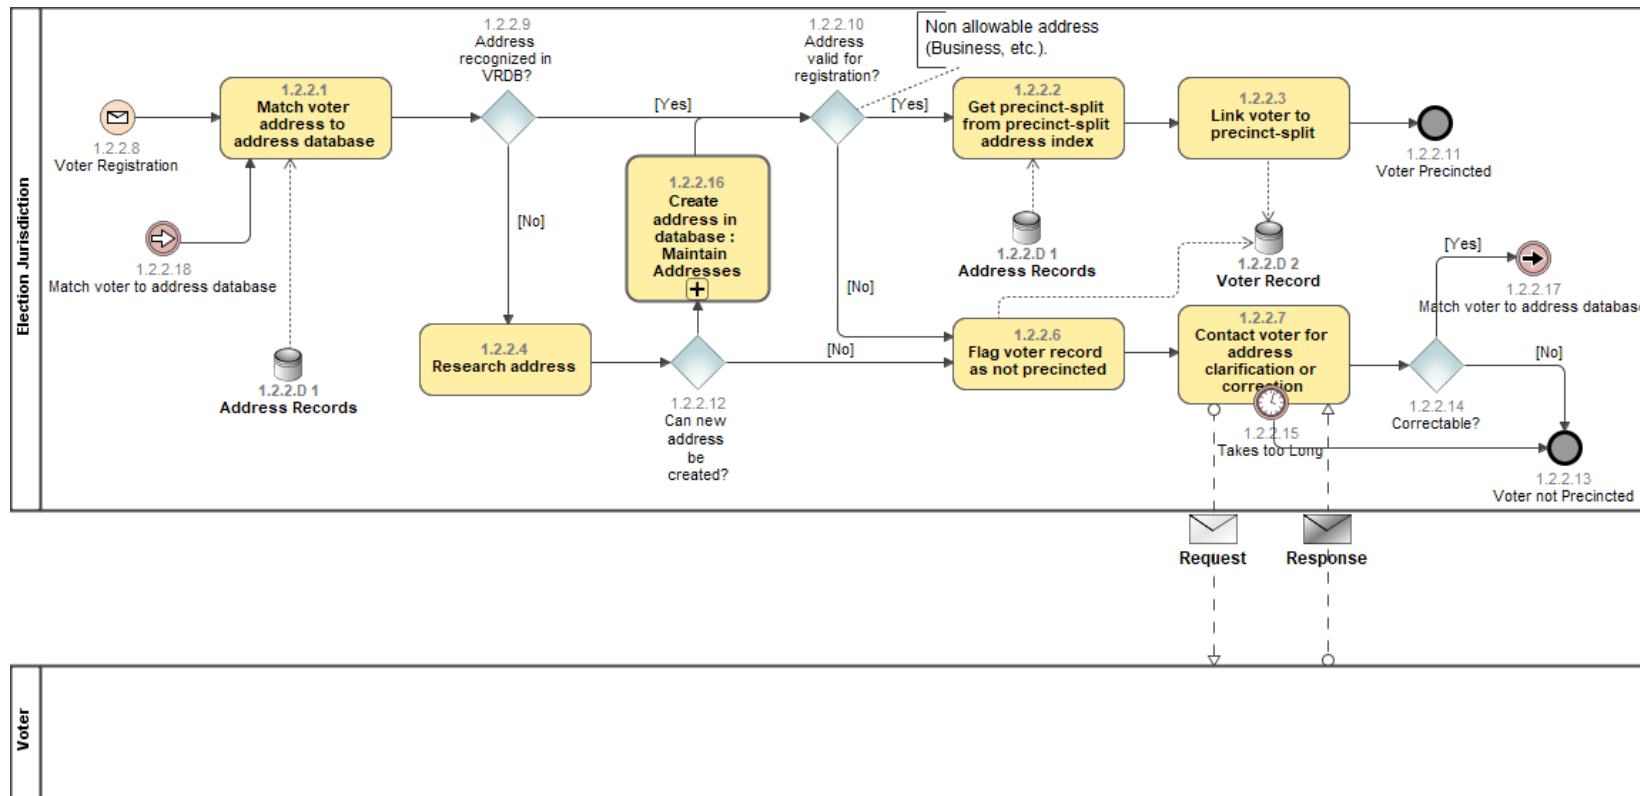 Election Jurisdiction
1.2.2.8
Voter Registration
1.2.2.18
Match voter to address database
1.2.2.1
Match voter
address to
address database
1.2.2.D 1
Address Records
1.2.2.9
Address
recognized in
VRDB?
[Yes]
[No]
1.2.2.4
Research address
1.2.2.16
Create
address in
database :
Maintain
Addresses
1.2.2.12
Can new
address
be
created?
[No]
1.2.2.10
Address
valid for
registration?
Non allowable address
(Business, etc.).
[Yes]
[No]
1.2.2.2
Get precinct-split
from precinct-split
address index
1.2.2.D 1
Address Records
1.2.2.3
Link voter to
precinct-split
1.2.2.11
Voter Precincted
1.2.2.D 2
Voter Record
1.2.2.6
Flag voter record
as not precincted
1.2.2.7
Contact voter for
address
clarification or
correction
1.2.2.15
Takes too Long
1.2.2.14
Correctable?
[Yes]
1.2.2.17
Match voter to address database
[No]
1.2.2.13
Voter not Precincted
Request
Response
Voter